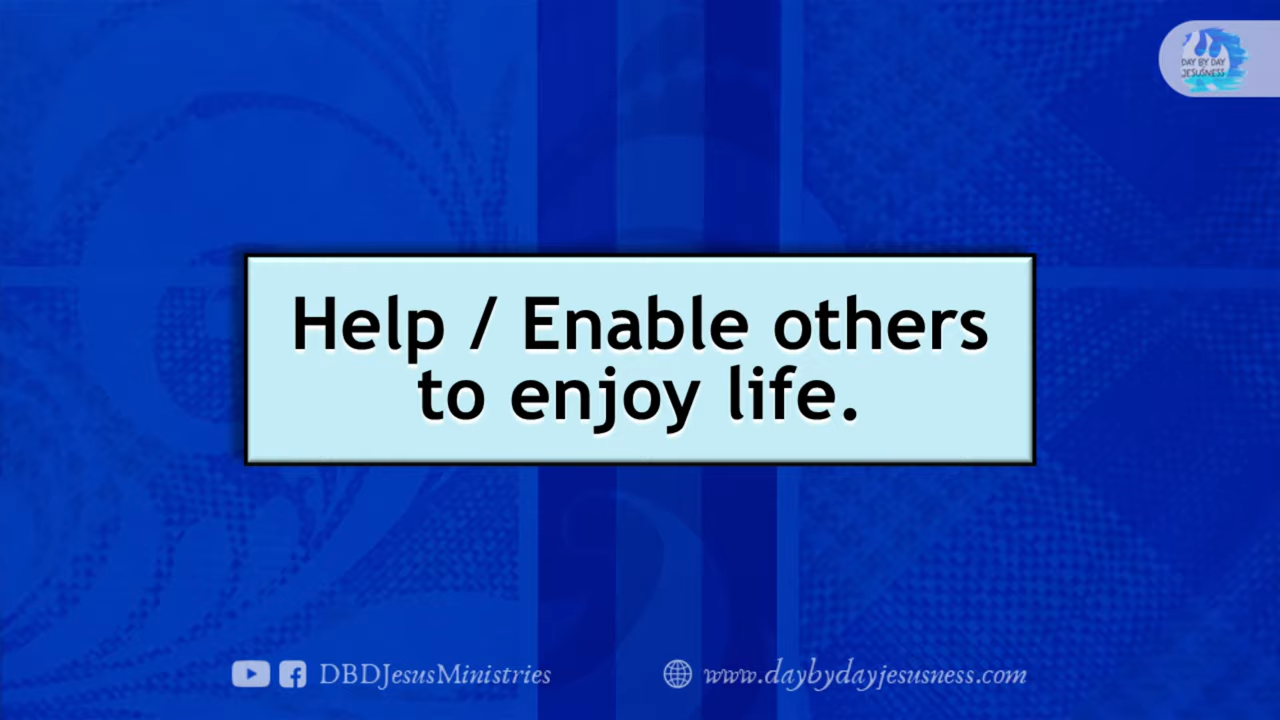 DAY BY DAY
JESUSNESS
Help / Enable others
to enjoy life.
DBDJesusMinistries
www.daybydayjesusness.com